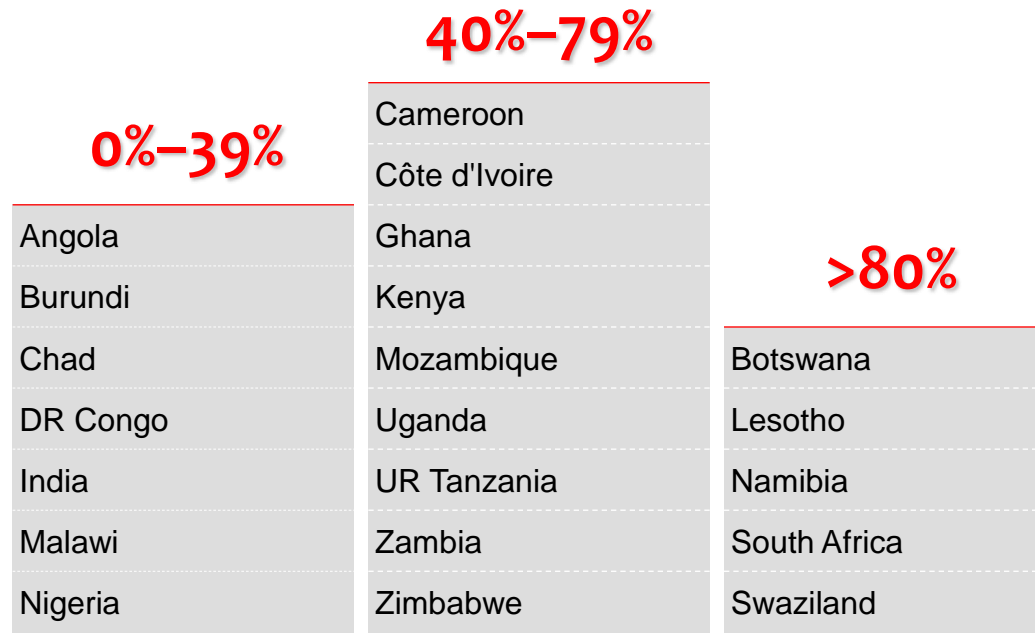 0%–39%
Angola
Burundi
Chad
DR Congo
India
Malawi
Nigeria
40%–79%
Cameroon
Côte d'Ivoire
Ghana
Kenya
Mozambique
Uganda
UR Tanzania
Zambia
Zimbabwe
>80%
Botswana
Lesotho
Namibia
South Africa
Swaziland